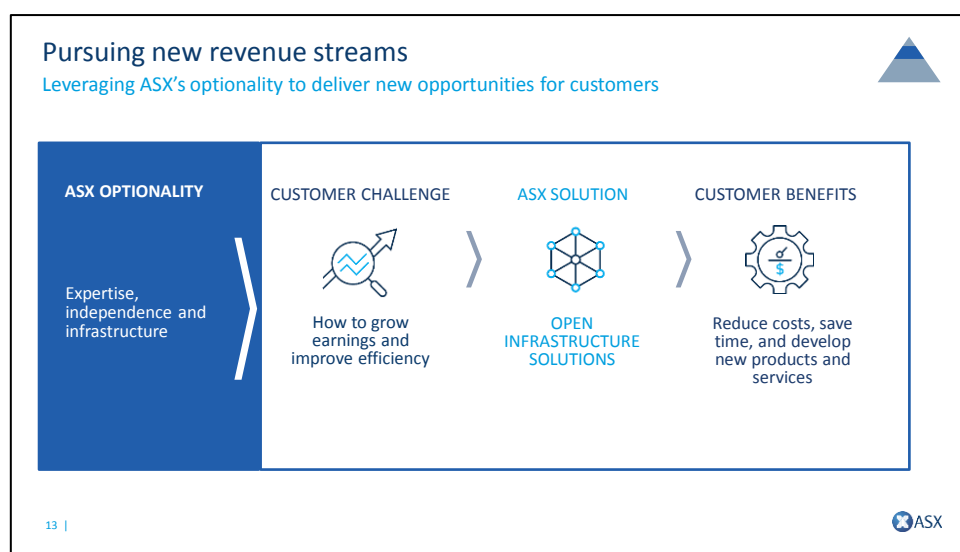 Pursuing new revenue streams
Leveraging ASX's optionality to deliver new opportunities for customers
ASX OPTIONALITY
Expertise,
independence and
infrastructure
CUSTOMER CHALLENGE
How to grow
earnings and
improve efficiency
ASX SOLUTION
OPEN
INFRASTRUCTURE
SOLUTIONS
CUSTOMER BENEFITS
$
Reduce costs, save
time, and develop
new products and
services
13 |
ASX